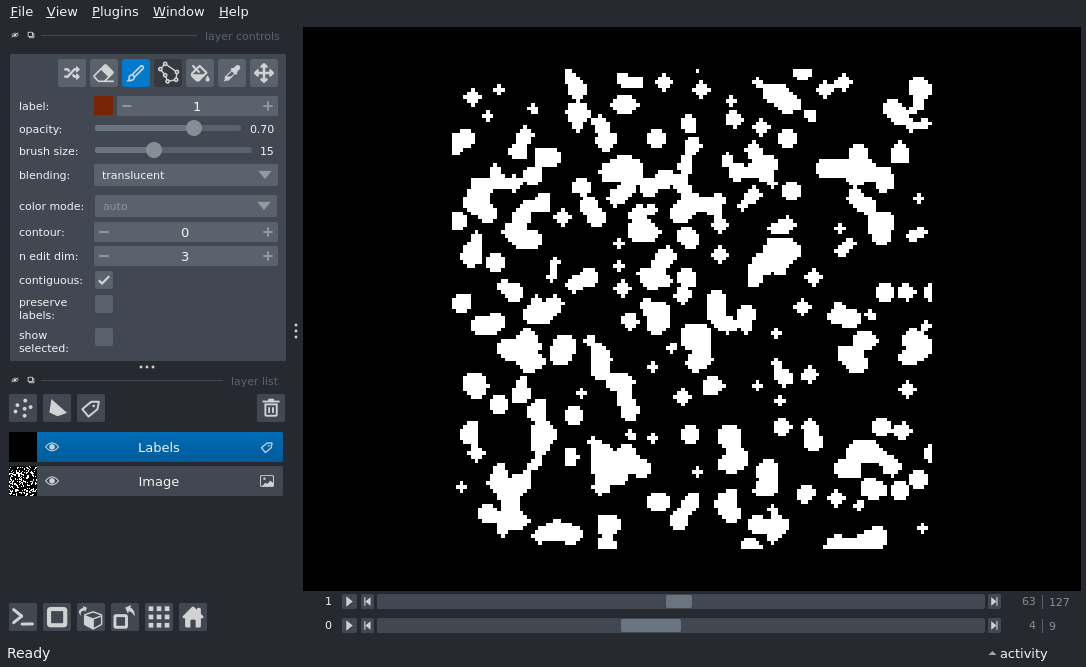 File View Plugins Window Help
layer controls
label: 1
opacity: 0.70
brush size: 15
blending: translucent
color mode: auto
contour: 0
n edit dim: 3
contiguous:
preserve
labels:
show
selected:
layer list
Labels
Image
1 63 127
0 4 9
Ready activity